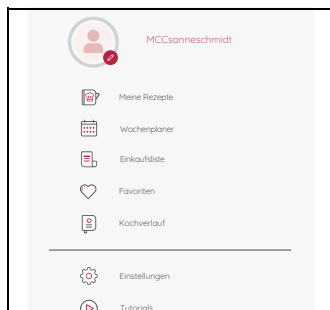 MCCsanneschmidt
Meine Rezepte
Wochenplaner
Einkaufsliste
Favoriten
Kochverlauf
Einstellungen
Tutorials